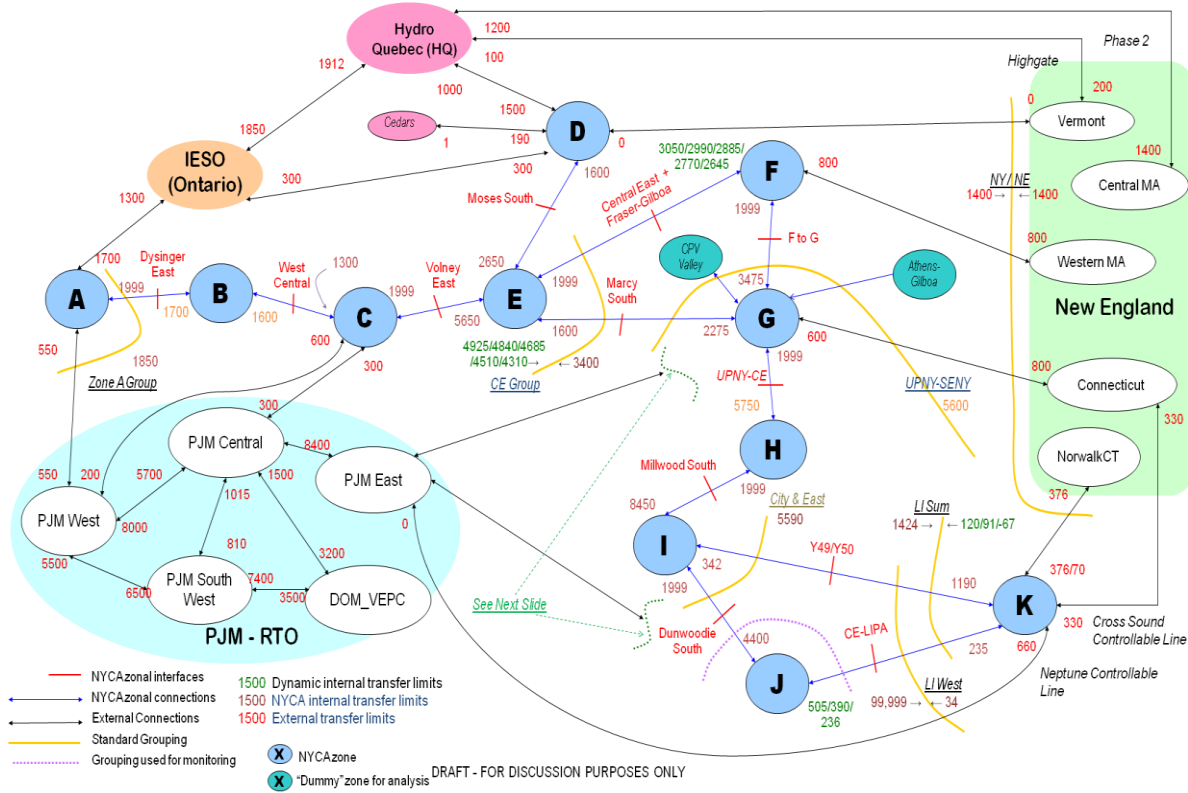 Hydro
Quebec (HQ)
1200
100
1912
1000
1500
Phase 2
Highgate
0
200
Vermont
1400
Central MA
NY/NE
1400→ ←1400
800
Western MA
New England
800
Connecticut
330
NorwalkCT
376
Cedars
1
190
D
0
300
1600
1850
IESO
(Ontario)
300
1300
3050/2990/2885/
2770/2645
F
800
1999
Central East +
Fraser-Gilboa
Moses South
F to G
CPV
Valley
Athens-
Gilboa
3475
1700
Dysinger
East
A
1999
1700
B
1600
West
Central
1300
C
1999
Volney
East
2650
E
1999
5650
1600
Marcy
South
2275
G
1999
600
550
1850
Zone A Group
600
300
4925/4840/4685
/4510/4310→ ← 3400
CE Group
UPNY-CE
5750
UPNY-SENY
5600
300
PJM Central
8400
1500
PJM East
0
550
200
5700
1015
PJM West
8000
5500
810
3200
6500
PJM South
West
7400
3500
DOM_VEPC
PJM - RTO
H
1999
Millwood South
8450
City & East
5590
I
342
1999
LI Sum
1424 → ← 120/91/-67
Y49/Y50
1190
376/70
K
330
Cross Sound
Controllable Line
660
Neptune Controllable
Line
235
See Next Slide
Dunwoodie
South
4400
CE-LIPA
J
505/390/
236
LI West
99,999 → ← 34
NYCAzonal interfaces
NYCAzonal connections
External Connections
Standard Grouping
Grouping used for monitoring
1500 Dynamic internal transfer limits
1500 NYCA internal transfer limits
1500 External transfer limits
X NYCAzone
X "Dummy"zone for analysis
DRAFT - FOR DISCUSSION PURPOSES ONLY